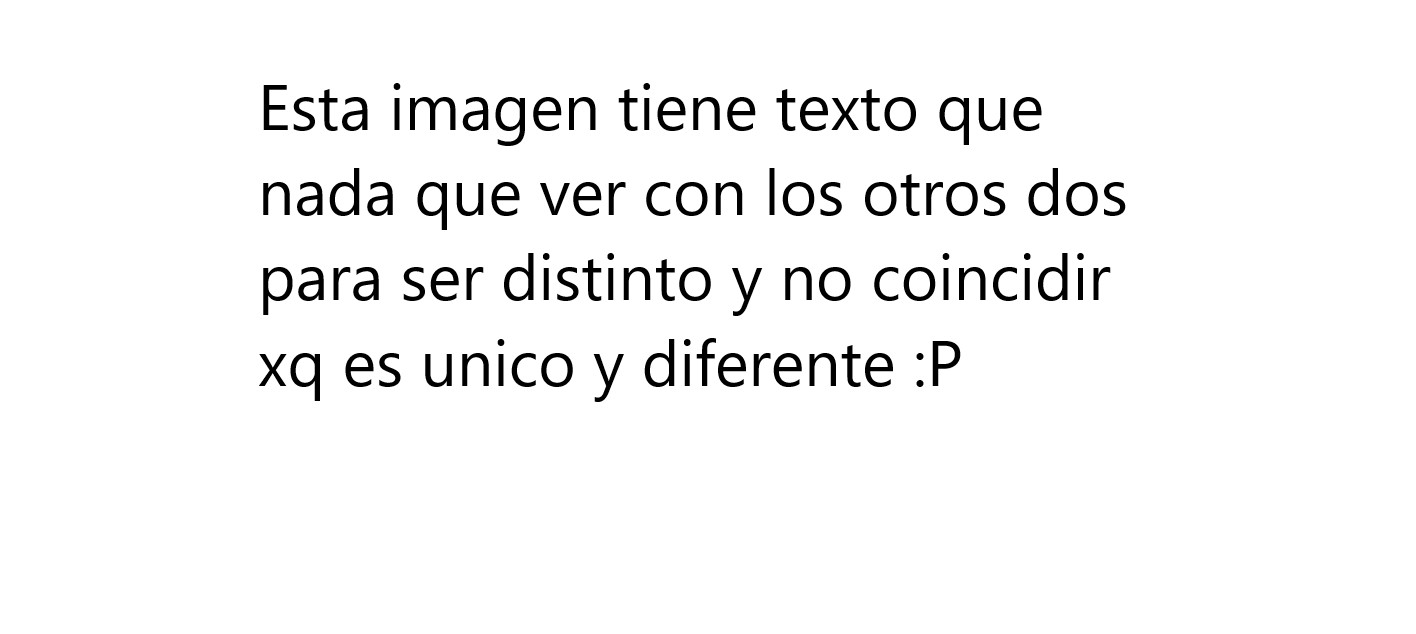 Esta imagen tiene texto que
nada que ver con los otros dos
para ser distinto y no coincidir
xq es unico y diferente :P